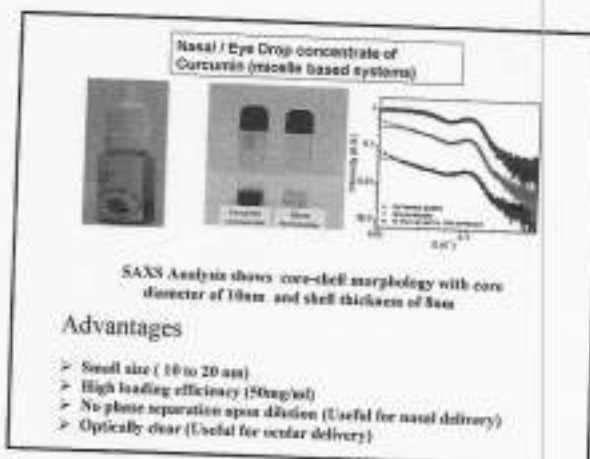 Nasal / Eye Drop concentrate of
Curcumin (micelle based systems)
SAXS Analysis shows core-shell morphology with core
diameter of 10nm and shell thickness of 8nm
Advantages
➢ Small size ( 10 to 20 nm)
➢ High loading efficiency (50mg/ml)
➢ No phase separation upon dilution (Useful for nasal delivery)
➢ Optically clear (Useful for ocular delivery)